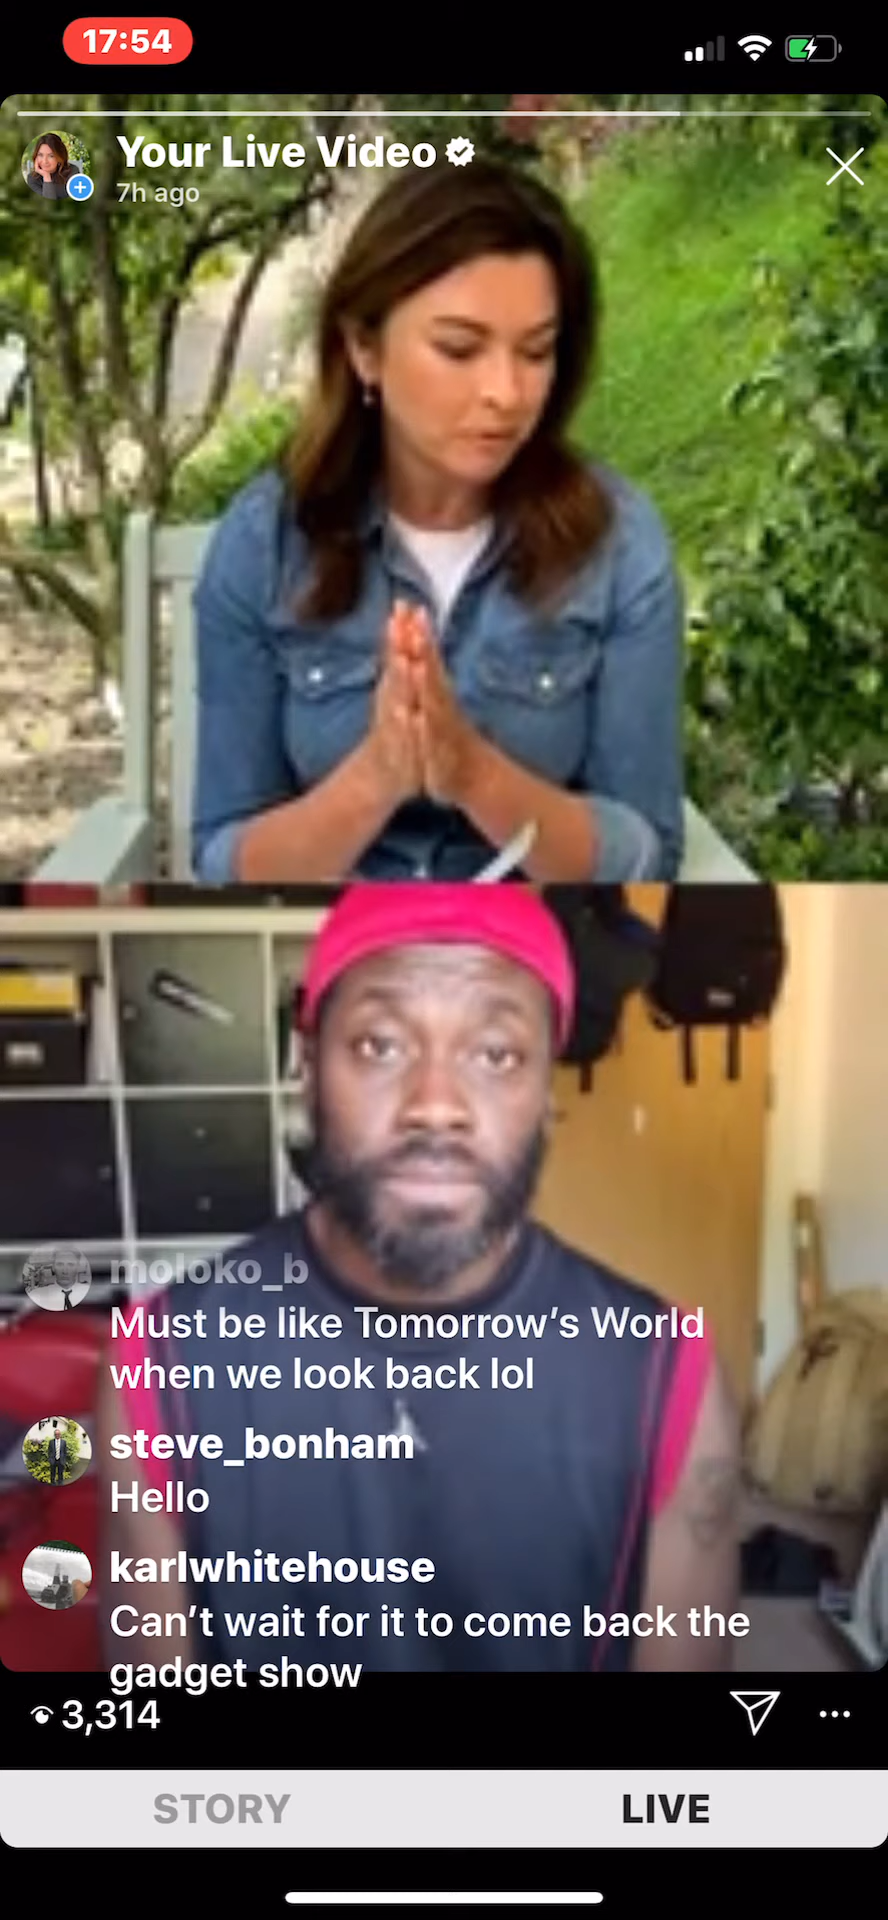 17:54
Your Live Video
7h ago
moloko_b
Must be like Tomorrow's World
when we look back lol
steve_bonham
Hello
karlwhitehouse
Can't wait for it to come back the
gadget show
3,314
STORY
LIVE